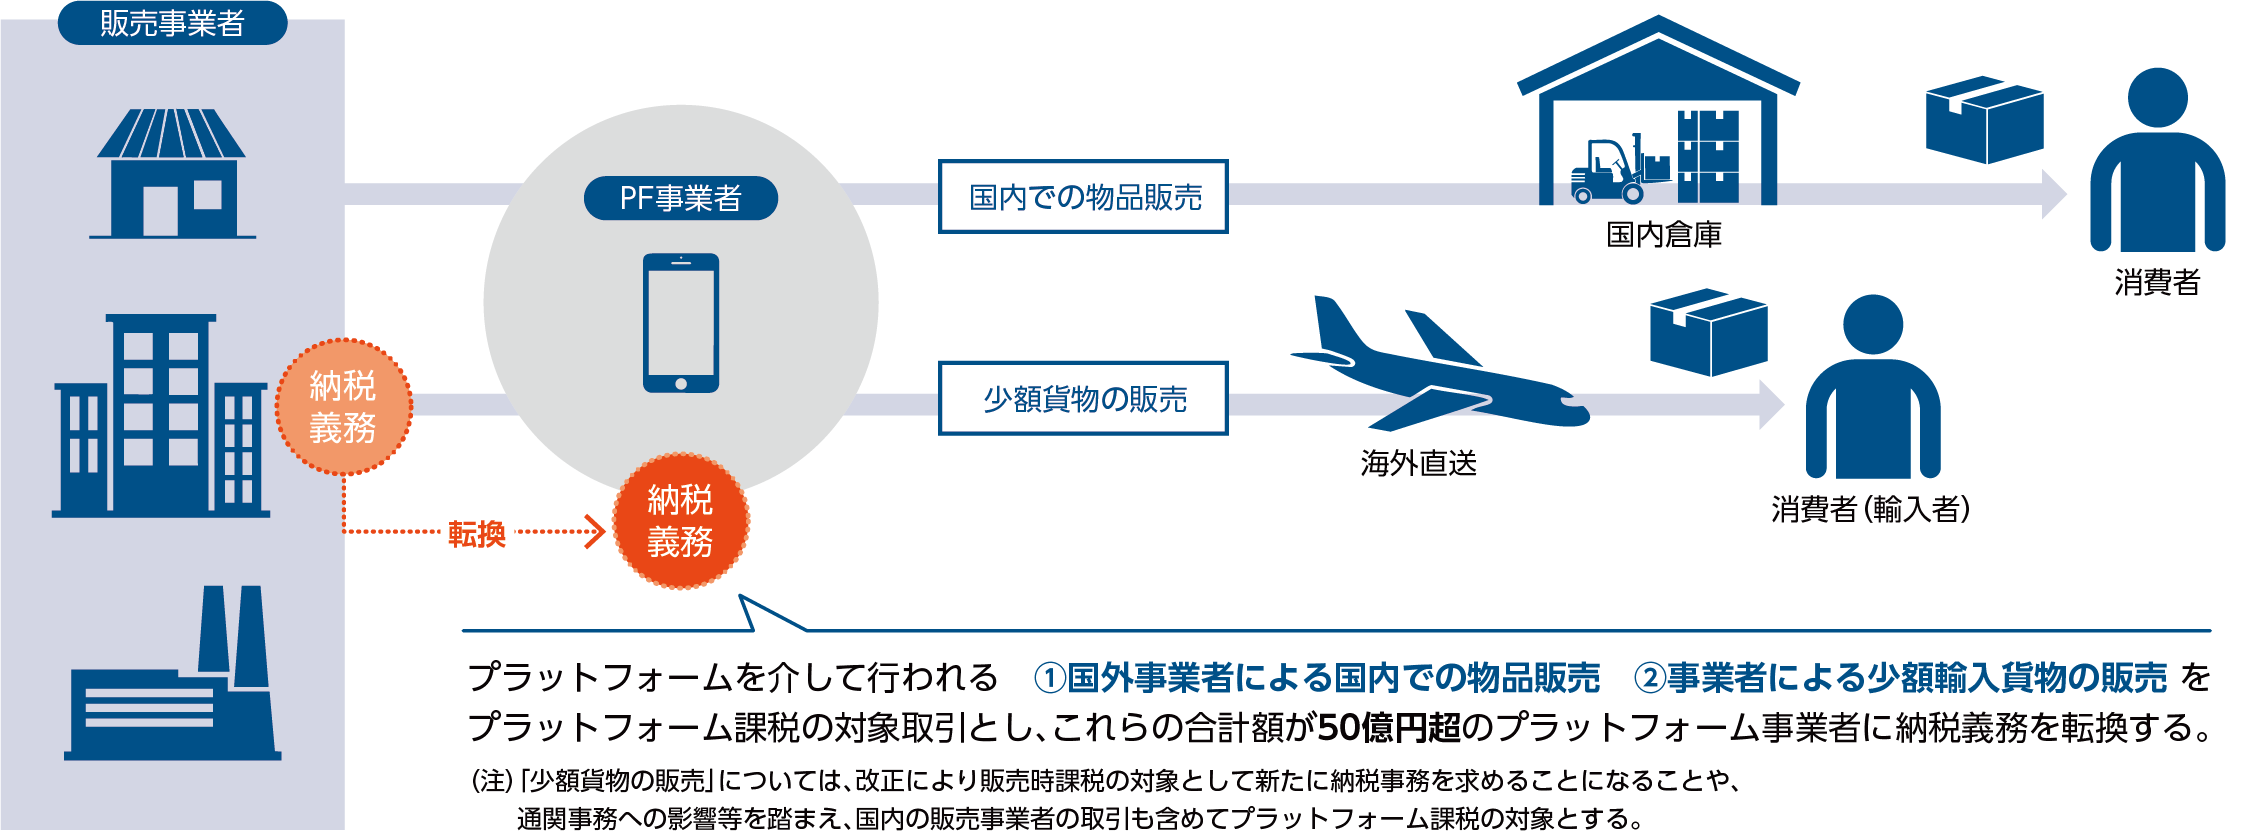 販売事業者
PF事業者
国内での物品販売
国内倉庫
消費者
納税
義務
少額貨物の販売
海外直送
消費者（輸入者）
転換
納税
義務
プラットフォームを介して行われる　①国外事業者による国内での物品販売　②事業者による少額輸入貨物の販売 を
プラットフォーム課税の対象取引とし、これらの合計額が50億円超のプラットフォーム事業者に納税義務を転換する。
（注）「少額貨物の販売」については、改正により販売時課税の対象として新たに納税事務を求めることになることや、
通関事務への影響等を踏まえ、国内の販売事業者の取引も含めてプラットフォーム課税の対象とする。